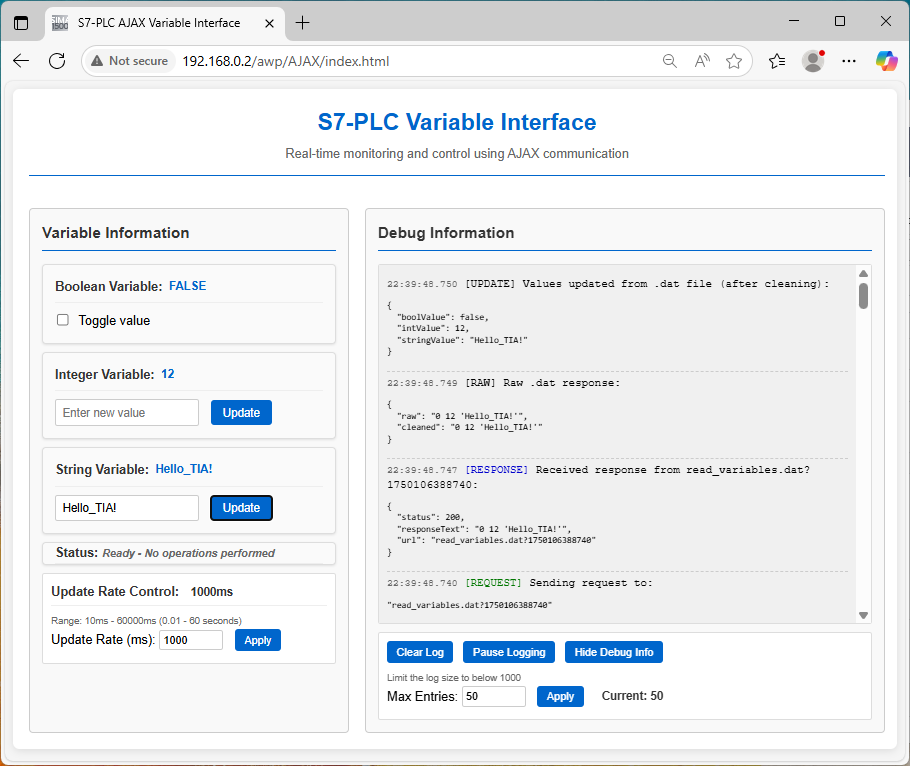 SIMA
1500
S7-PLC AJAX Variable Interface
Not secure
192.168.0.2/awp/AJAX/index.html
S7-PLC Variable Interface
Real-time monitoring and control using AJAX communication
Variable Information
Boolean Variable: FALSE
Toggle value
Integer Variable: 12
Enter new value
Update
String Variable: Hello_TIA!
Hello_TIA!
Update
Status: Ready - No operations performed
Update Rate Control: 1000ms
Range: 10ms - 60000ms (0.01 - 60 seconds)
Update Rate (ms): 1000
Apply
Debug Information
22:39:48.750 [UPDATE] Values updated from .dat file (after cleaning):
{
"boolValue": false,
"intValue": 12,
"stringValue": "Hello_TIA!"
}
22:39:48.749 [RAW] Raw .dat response:
{
"raw": "0 12 'Hello_TIA!'",
"cleaned": "0 12 'Hello_TIA!'"
}
22:39:48.747 [RESPONSE] Received response from read_variables.dat?
1750106388740:
{
"status": 200,
"responseText": "0 12 'Hello_TIA!'",
"url": "read_variables.dat?1750106388740"
}
22:39:48.740 [REQUEST] Sending request to:
"read_variables.dat?1750106388740"
Clear Log
Pause Logging
Hide Debug Info
Limit the log size to below 1000
Max Entries: 50
Apply
Current: 50